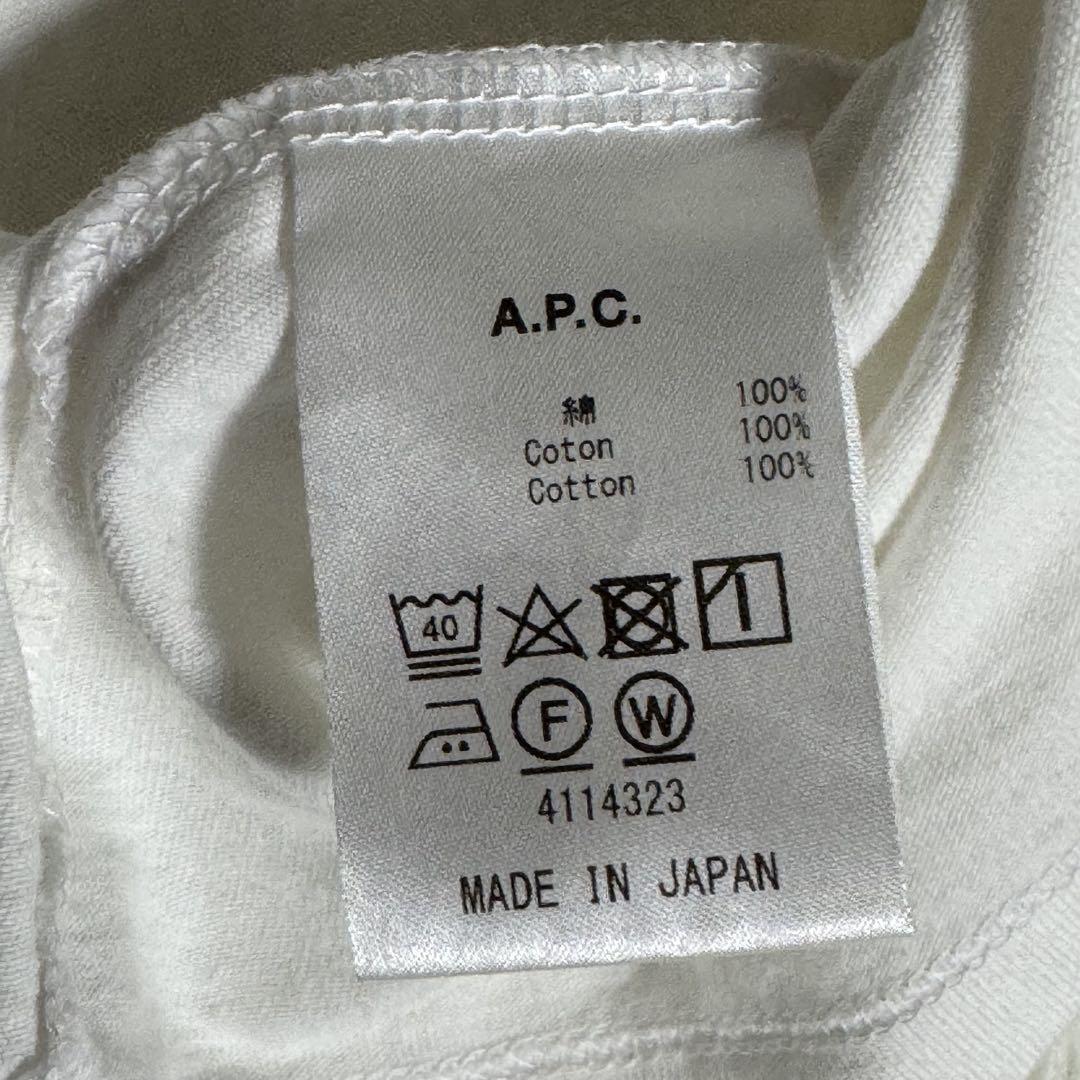 A.P.C.
綿 100%
Coton 100%
Cotton 100%
40
F W
4114323
MADE IN JAPAN